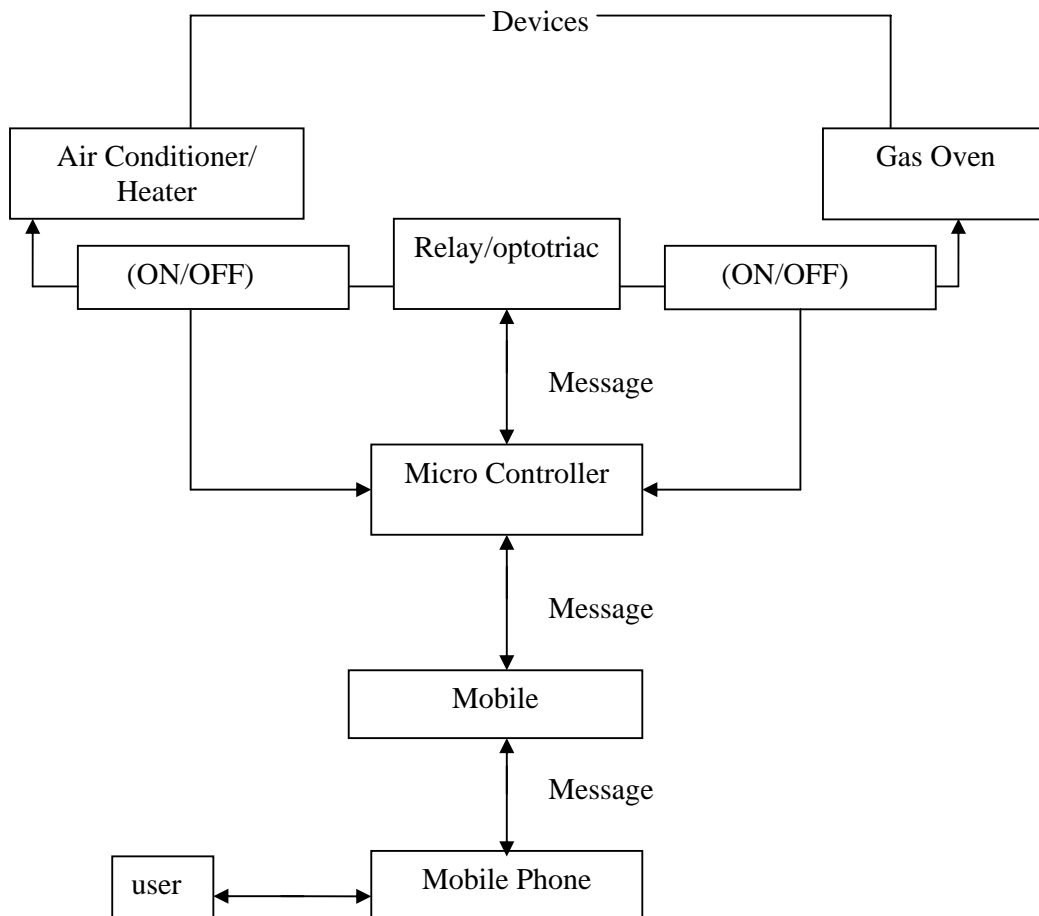 Devices
Air Conditioner/
Heater
Gas Oven
Relay/optotriac
(ON/OFF)
(ON/OFF)
Message
Micro Controller
Message
Mobile
Message
user
Mobile Phone